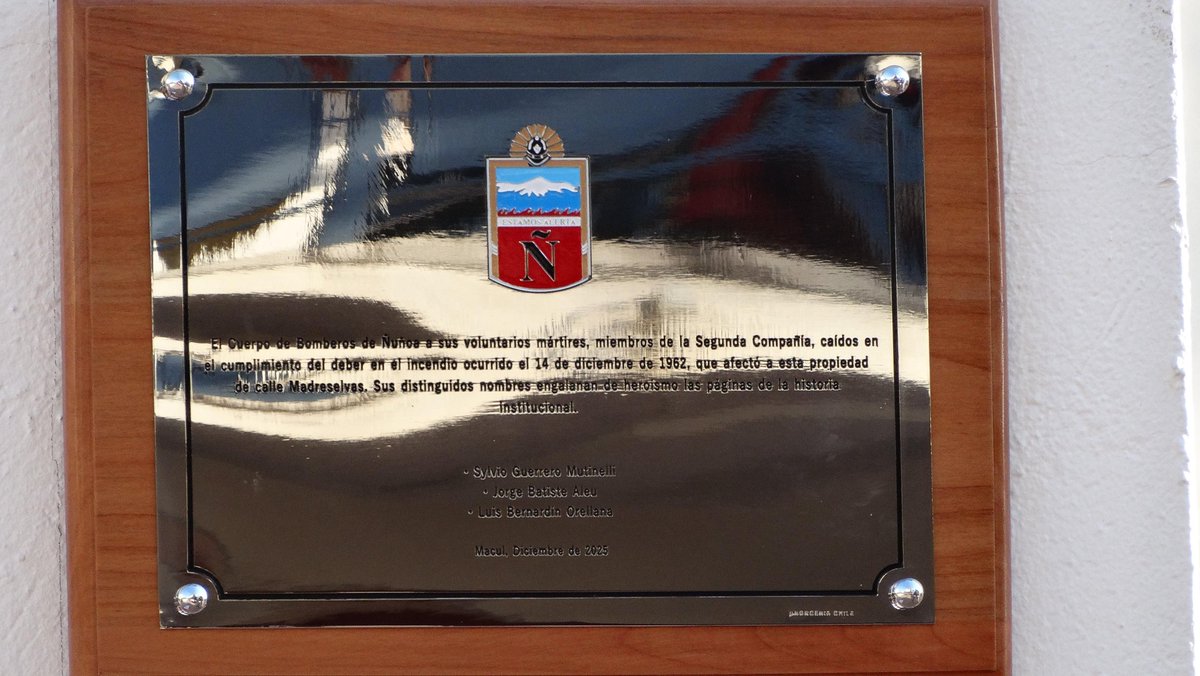 ESTAMOS ALERTA
Ñ
El Cuerpo de Bomberos de Ñuñoa a sus voluntarios mártires, miembros de la Segunda Compañía, caídos en
el cumplimiento del deber en el incendio ocurrido el 14 de diciembre de 1962, que afectó a esta propiedad
de calle Madreselvas. Sus distinguidos nombres engalanan de heroísmo las páginas de la historia
institucional.
• Sylvio Guerrero Mutinelli
• Jorge Batiste Aleu
• Luis Bernardín Orellana
Macul, Diciembre de 2025
CHILE